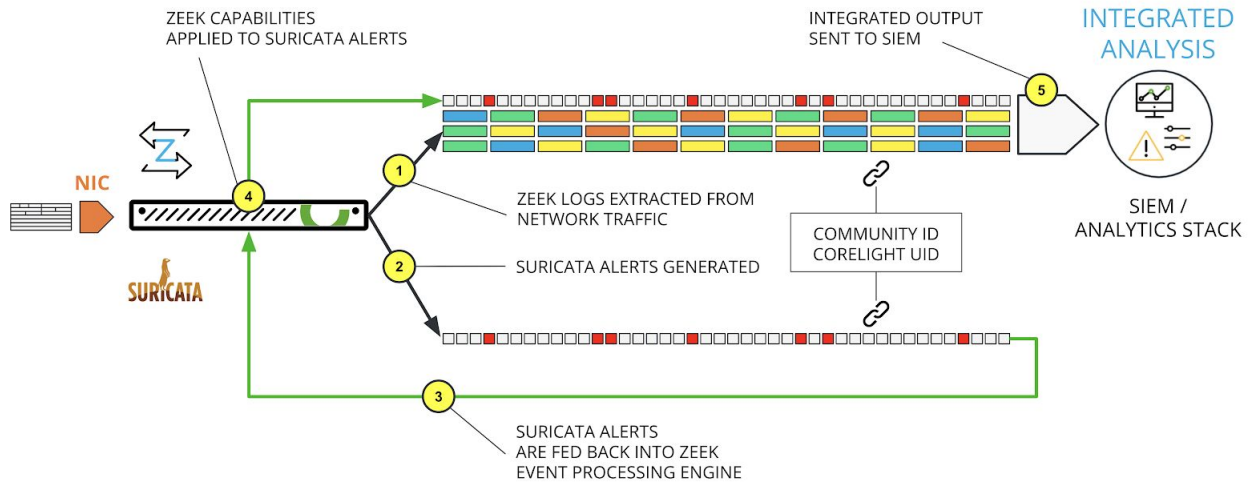 ZEEK CAPABILITIES
APPLIED TO SURICATA ALERTS
INTEGRATED OUTPUT
SENT TO SIEM
INTEGRATED
ANALYSIS
5
Z
NIC
4
1
ZEEK LOGS EXTRACTED FROM
NETWORK TRAFFIC
SIEM /
ANALYTICS STACK
COMMUNITY ID
CORELIGHT UID
2
SURICATA ALERTS GENERATED
SURICATA
3
SURICATA ALERTS
ARE FED BACK INTO ZEEK
EVENT PROCESSING ENGINE